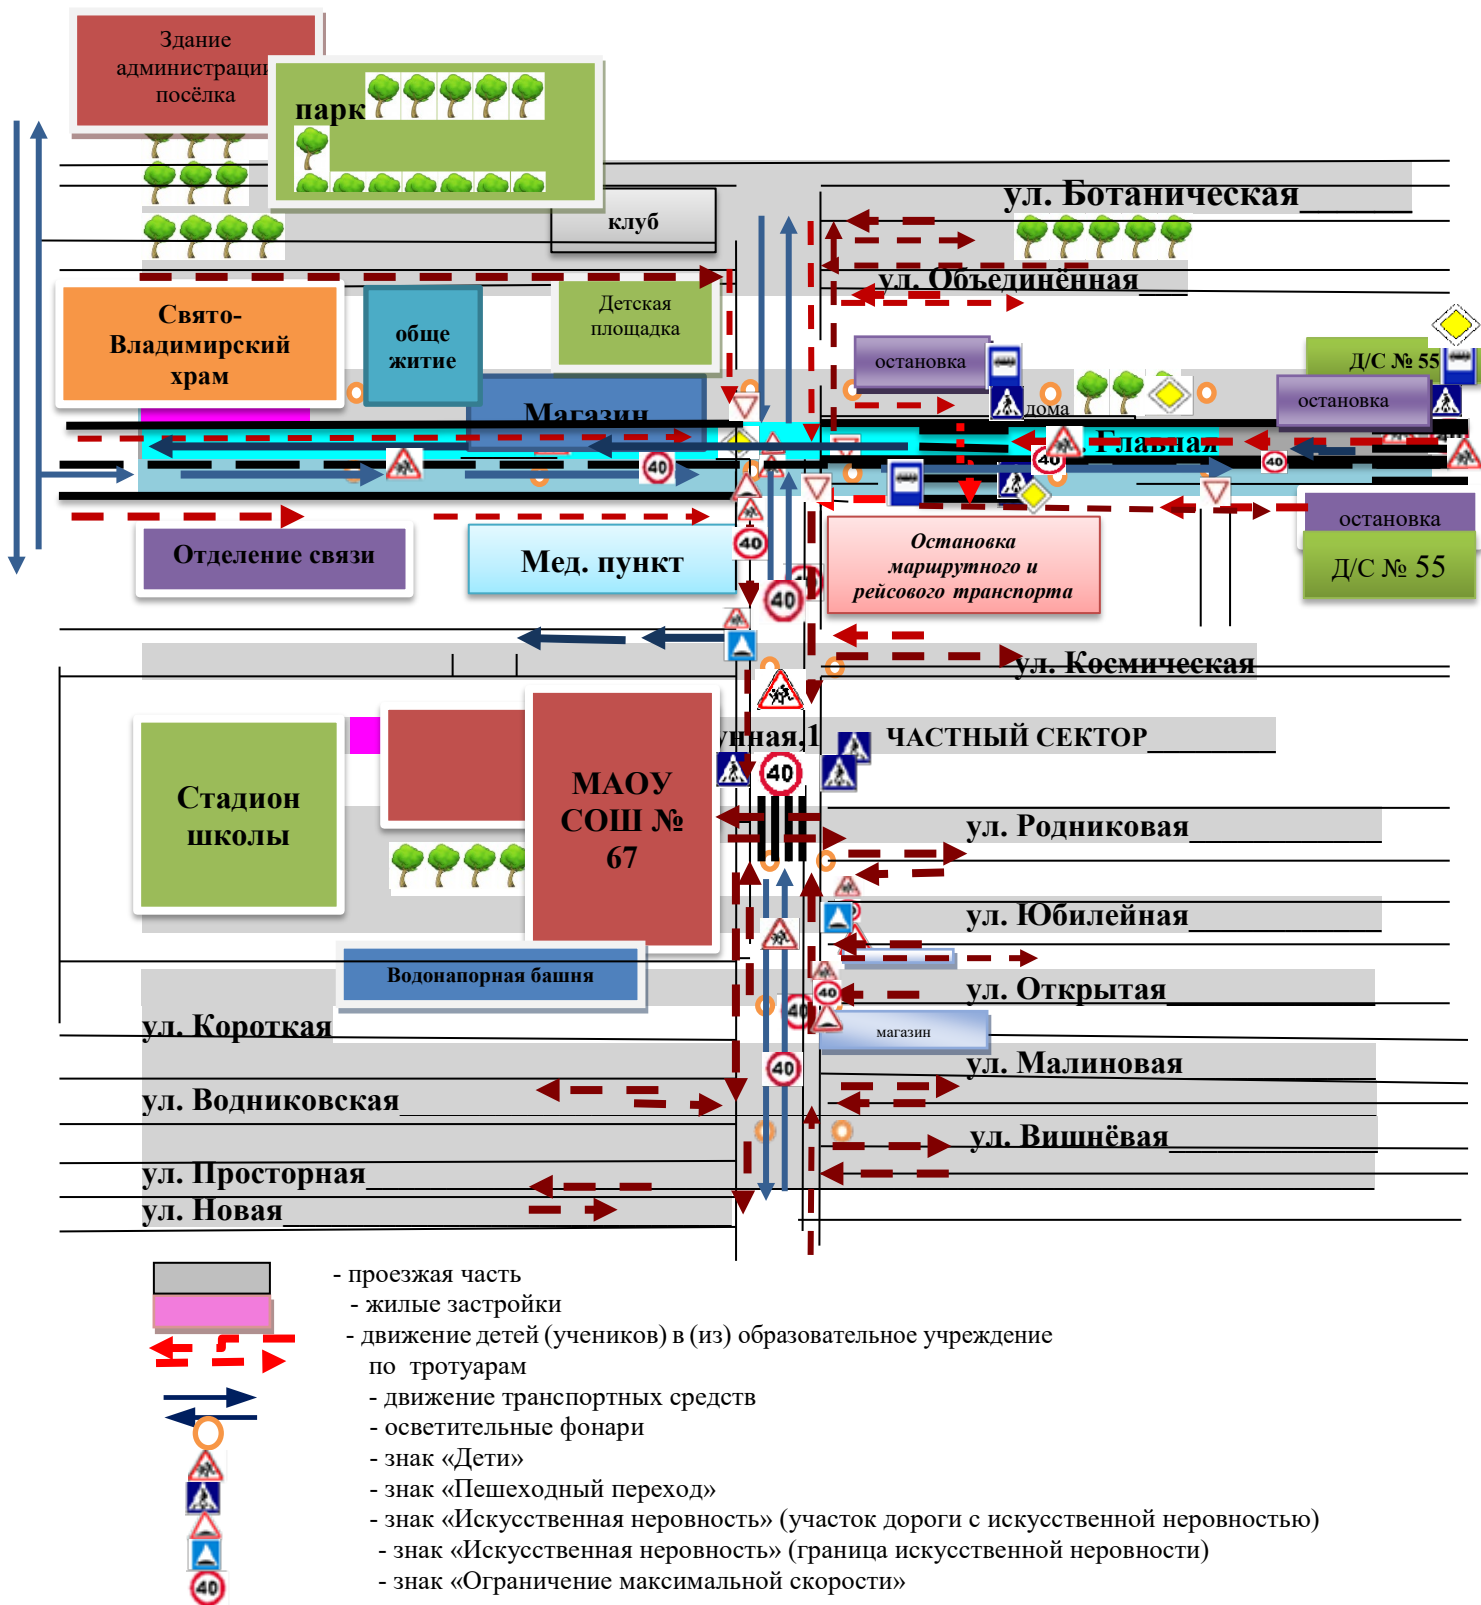 Здание
администрации
посёлка
парк
ул. Ботаническая
клуб
ул. Объединённая
Свято-
Владимирский
храм
обще
житие
Детская
площадка
остановка
Д/С № 55
остановка
Магазин
дома
Главная
40
40
40
остановка
Отделение связи
Мед. пункт
40
Остановка
маршрутного и
рейсового транспорта
Д/С № 55
40
40
ул. Космическая
унная,1
ЧАСТНЫЙ СЕКТОР
40
Стадион
школы
МАОУ
СОШ №
67
ул. Родниковая
ул. Юбилейная
Водонапорная башня
ул. Открытая
40
40
ул. Короткая
магазин
40
ул. Малиновая
ул. Водниковская
ул. Вишнёвая
ул. Просторная
ул. Новая
- проезжая часть
- жилые застройки
- движение детей (учеников) в (из) образовательное учреждение
по тротуарам
- движение транспортных средств
- осветительные фонари
- знак «Дети»
- знак «Пешеходный переход»
- знак «Искусственная неровность» (участок дороги с искусственной неровностью)
- знак «Искусственная неровность» (граница искусственной неровности)
40
- знак «Ограничение максимальной скорости»